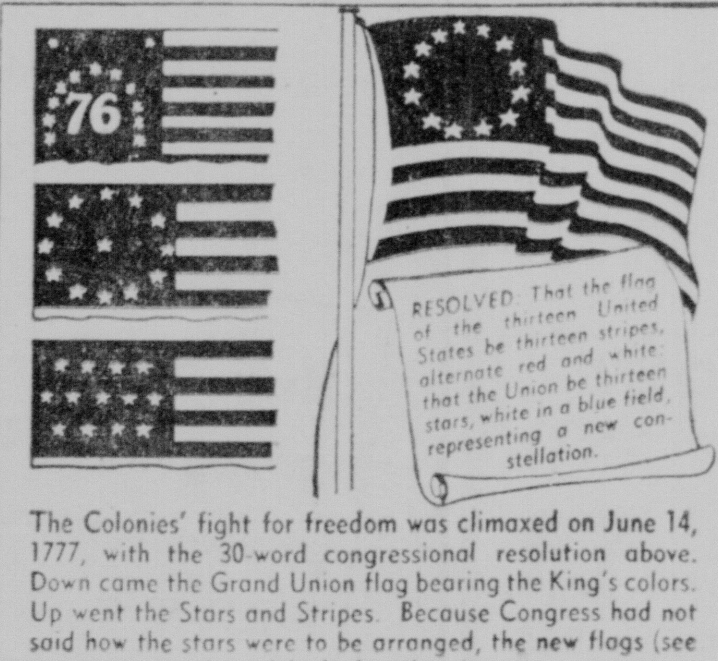 76
RESOLVED: That the flag
of the thirteen United
States be thirteen stripes,
alternate red and white:
that the Union be thirteen
stars, white in a blue field,
representing a new con-
stellation.
The Colonies' fight for freedom was climaxed on June 14,
1777, with the 30-word congressional resolution above.
Down came the Grand Union flag bearing the King's colors.
Up went the Stars and Stripes. Because Congress had not
said how the stars were to be arranged, the new flags (see